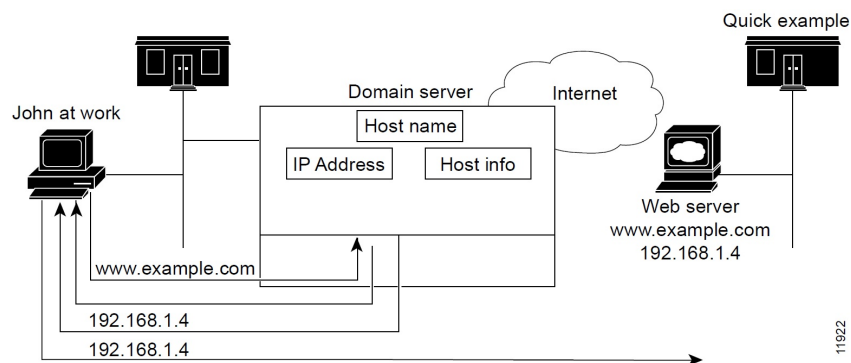 Quick example
Domain server
Internet
John at work
Host name
IP Address
Host info
Web server
www.example.com
192.168.1.4
www.example.com
192.168.1.4
192.168.1.4
11922